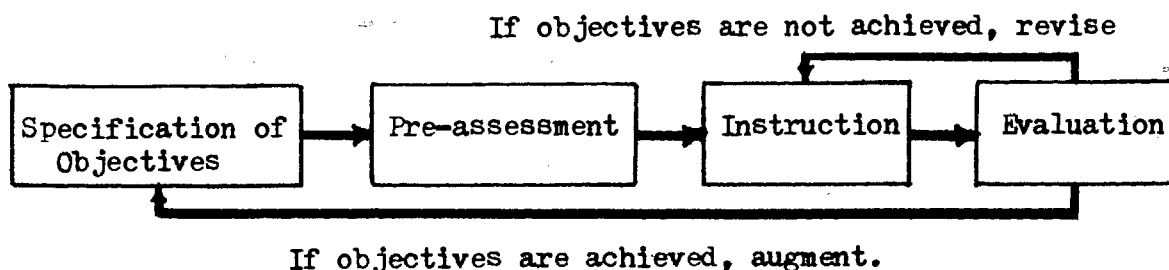 If objectives are not achieved, revise
Specification of
Objectives
Pre-assessment
Instruction
Evaluation
If objectives are achieved, augment.